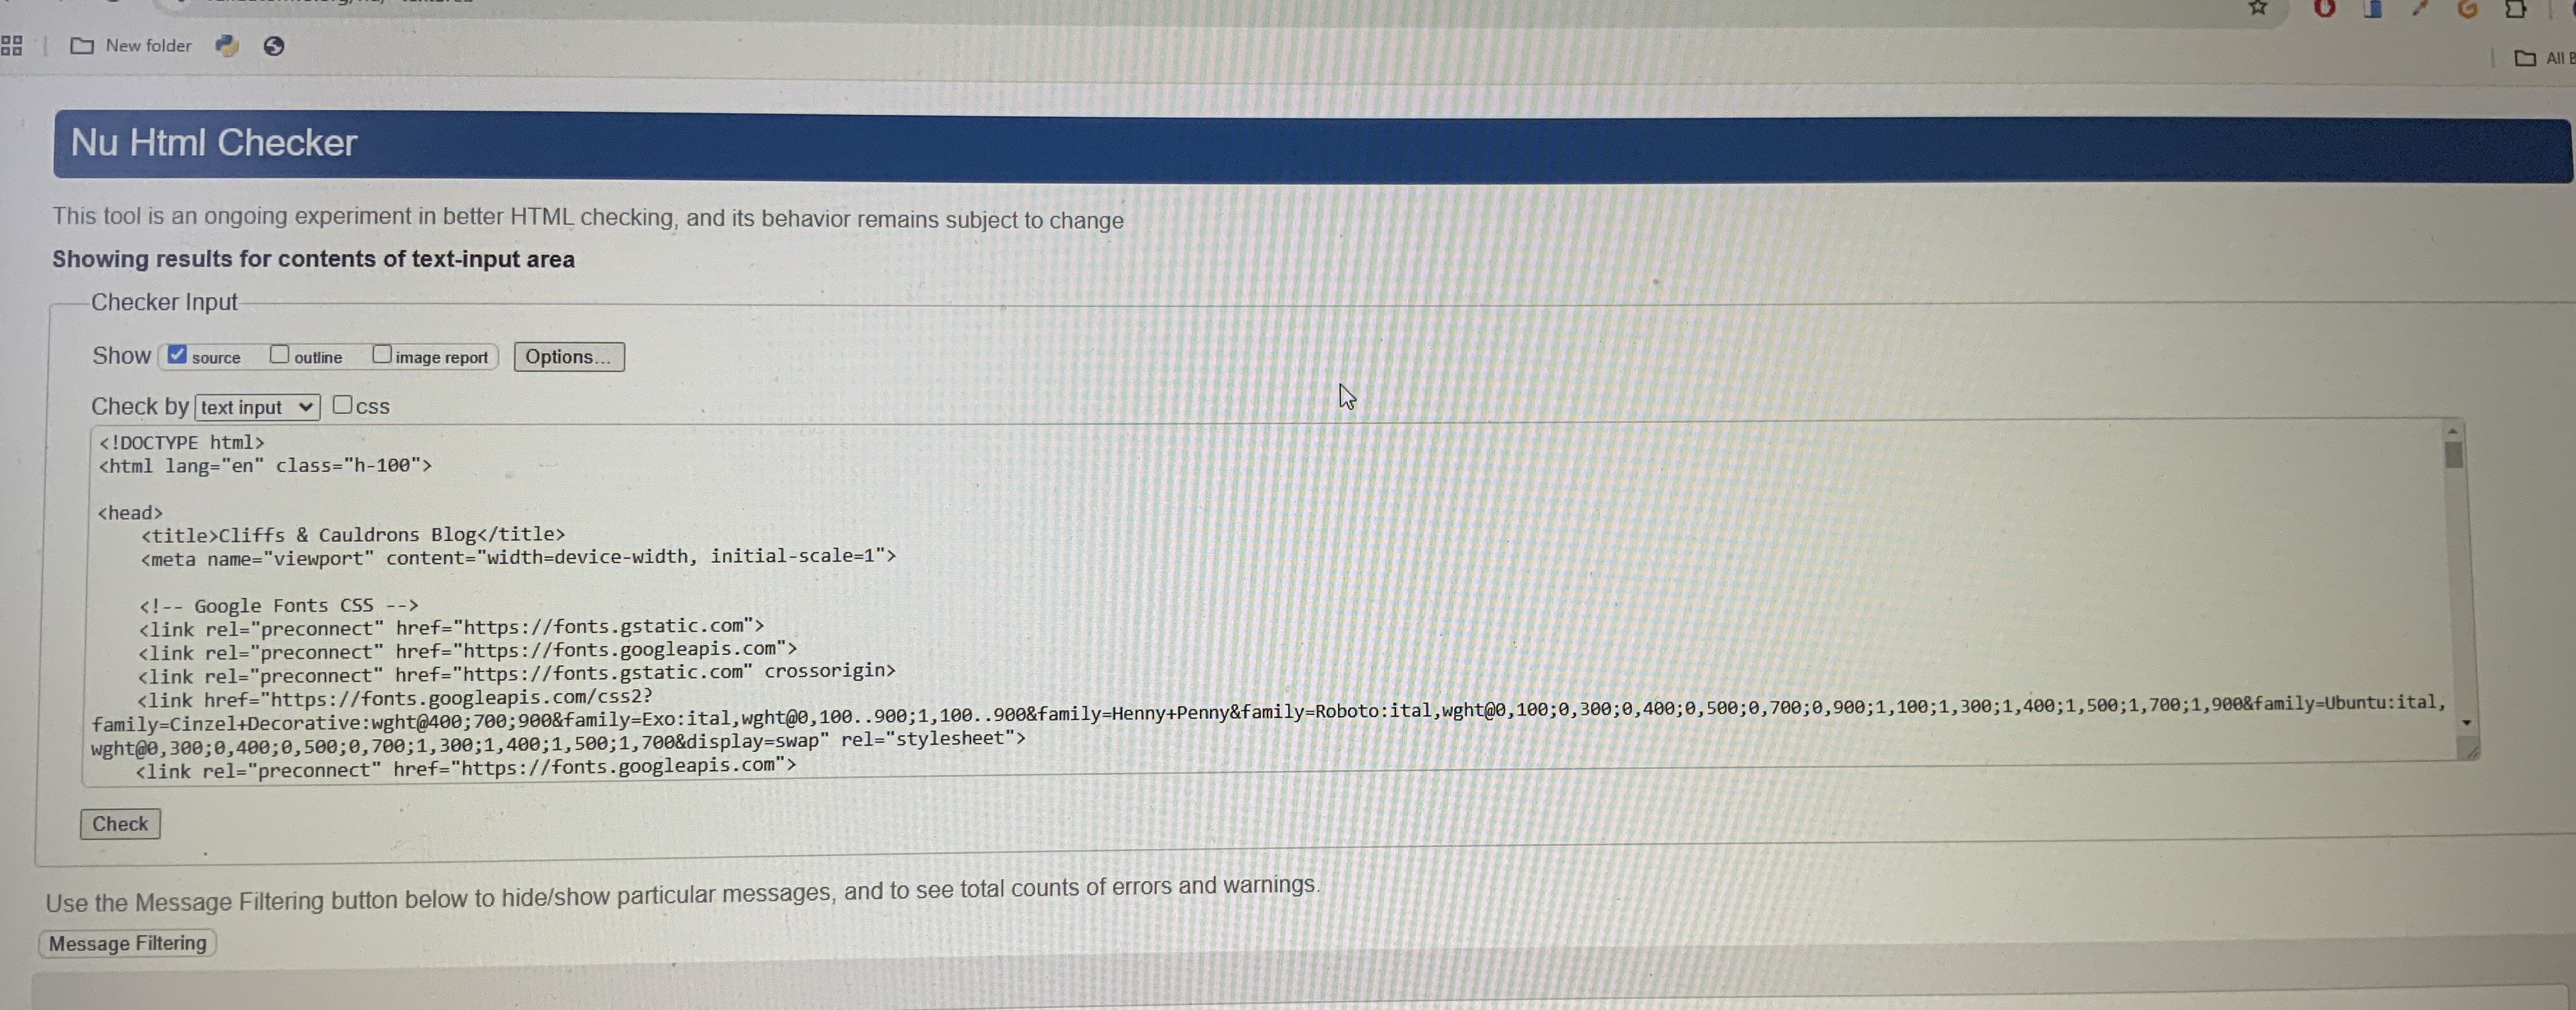 New folder
All B
Nu Html Checker
This tool is an ongoing experiment in better HTML checking, and its behavior remains subject to change
Showing results for contents of text-input area
Checker Input
Show source outline image report Options...
Check by text input css
<!DOCTYPE html>
<html lang="en" class="h-100">
<head>
<title>Cliffs & Cauldrons Blog</title>
<meta name="viewport" content="width=device-width, initial-scale=1">
<!-- Google Fonts CSS -->
<link rel="preconnect" href="https://fonts.gstatic.com">
<link rel="preconnect" href="https://fonts.googleapis.com">
<link rel="preconnect" href="https://fonts.gstatic.com" crossorigin>
<link href="https://fonts.googleapis.com/css2?
family=Cinzel+Decorative:wght@400;700;900&family=Exo:ital,wght@0,100..900;1,100..900&family=Henny+Penny&family=Roboto:ital,wght@0,100;0,300;0,400;0,500;0,700;0,900;1,100;1,300;1,400;1,500;1,700;1,900&family=Ubuntu:ital,
wght@0,300;0,400;0,500;0,700;1,300;1,400;1,500;1,700&display=swap" rel="stylesheet">
<link rel="preconnect" href="https://fonts.googleapis.com">
Check
Use the Message Filtering button below to hide/show particular messages, and to see total counts of errors and warnings.
Message Filtering